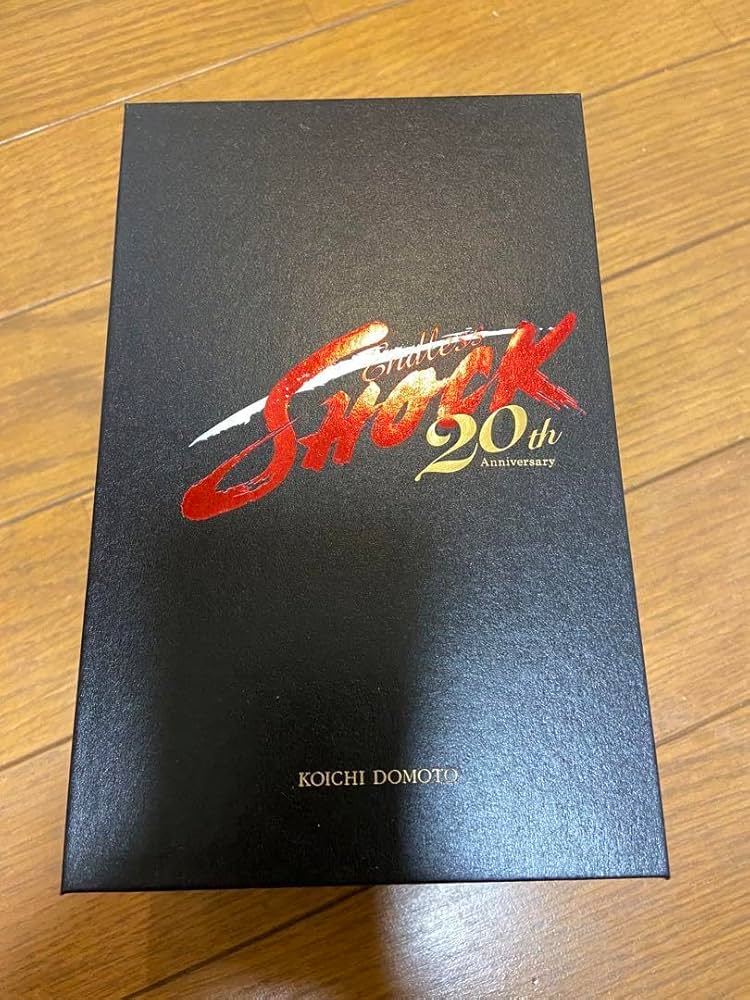 Endless
SHOCK
20th
Anniversary
KOICHI DOMOTO